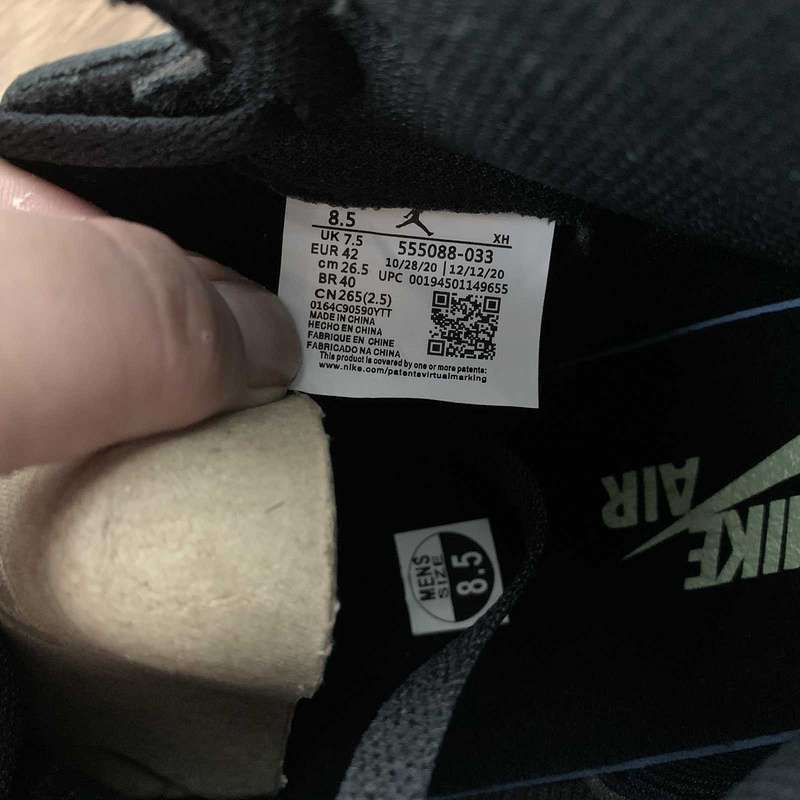 8.5
UK 7.5
EUR 42
cm 26.5
BR 40
CN 265(2.5)
XH
555088-033
10/28/20 | 12/12/20
UPC 00194501149655
0164C90590YTT
MADE IN CHINA
HECHO EN CHINA
FABRIQUE EN CHINE
FABRICADO NA CHINA
This product is covered by one or more patents:
www.nike.com/patentsvirtualmarking
MENS
SIZE
8.5
NIKE
AIR